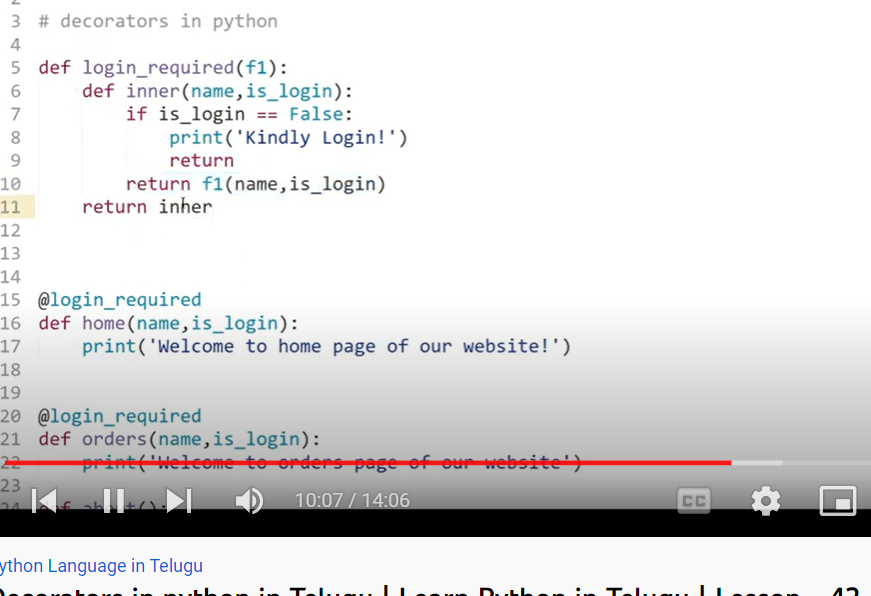 3 # decorators in python
4
5 def login_required(f1):
6 def inner(name,is_login):
7 if is_login == False:
8 print('Kindly Login!')
9 return
10 return f1(name,is_login)
11 return inner
12
13
14
15 @login_required
16 def home(name,is_login):
17 print('Welcome to home page of our website!')
18
19
20 @login_required
21 def orders(name,is_login):
22 print('Welcome to orders page of our website')
23
24 def about():
10:07 / 14:06
CC
ython Language in Telugu
Decorators in python in Telugu | Learn Python in Telugu | Lesson - 42